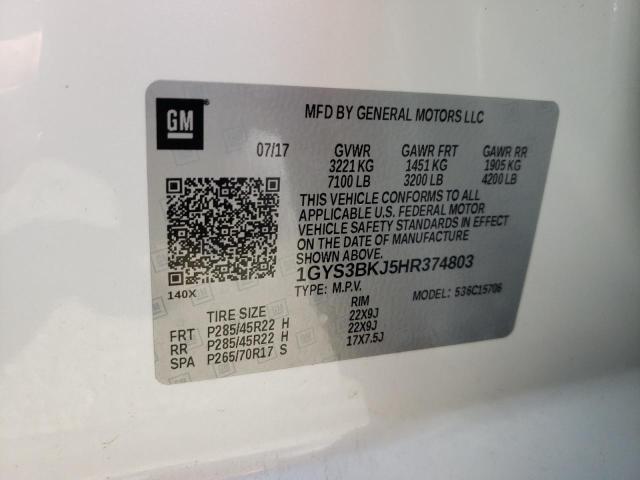 GM
MFD BY GENERAL MOTORS LLC
07/17 GVWR GAWR FRT GAWR RR
3221 KG 1451 KG 1905 KG
7100 LB 3200 LB 4200 LB
THIS VEHICLE CONFORMS TO ALL
APPLICABLE U.S. FEDERAL MOTOR
VEHICLE SAFETY STANDARDS IN EFFECT
ON THE DATE OF MANUFACTURE
1GYS3BKJ5HR374803
140X
TYPE: M.P.V. MODEL: 536C15706
TIRE SIZE RIM
FRT P285/45R22 H 22X9J
RR P285/45R22 H 22X9J
SPA P265/70R17 S 17X7.5J